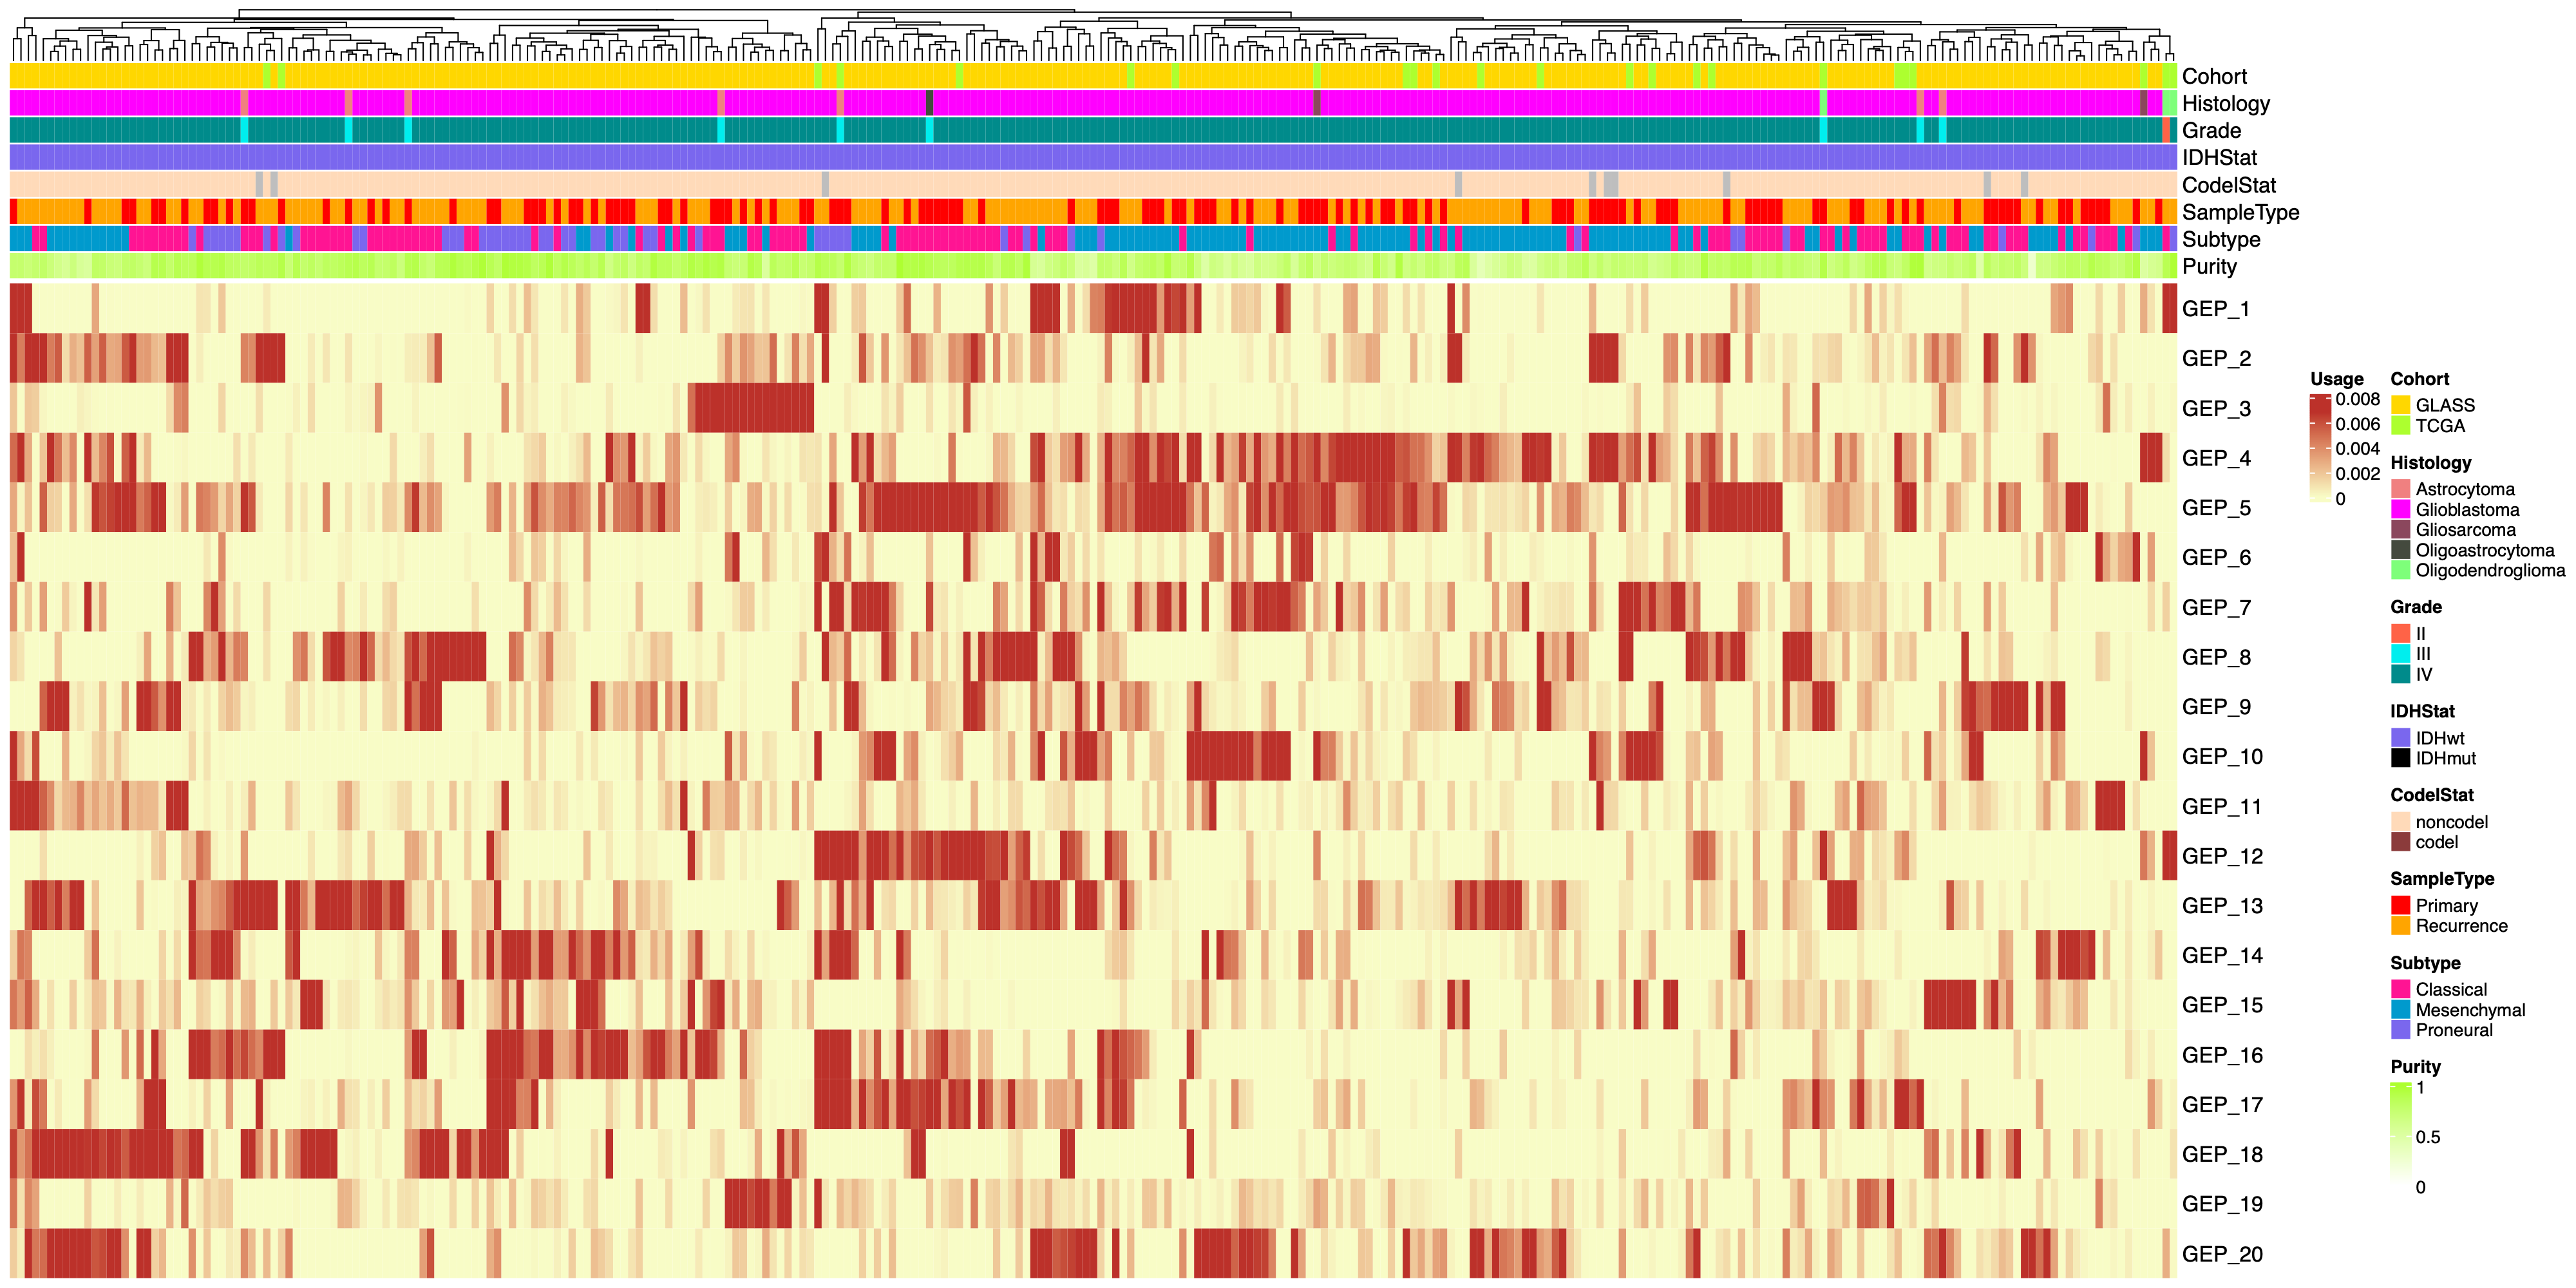 Cohort
Histology
Grade
IDHStat
CodelStat
SampleType
Subtype
Purity
GEP_1
GEP_2
GEP_3
GEP_4
GEP_5
GEP_6
GEP_7
GEP_8
GEP_9
GEP_10
GEP_11
GEP_12
GEP_13
GEP_14
GEP_15
GEP_16
GEP_17
GEP_18
GEP_19
GEP_20
Usage
0.008
0.006
0.004
0.002
0
Cohort
GLASS
TCGA
Histology
Astrocytoma
Glioblastoma
Gliosarcoma
Oligoastrocytoma
Oligodendroglioma
Grade
II
III
IV
IDHStat
IDHwt
IDHmut
CodelStat
noncodel
codel
SampleType
Primary
Recurrence
Subtype
Classical
Mesenchymal
Proneural
Purity
1
0.5
0